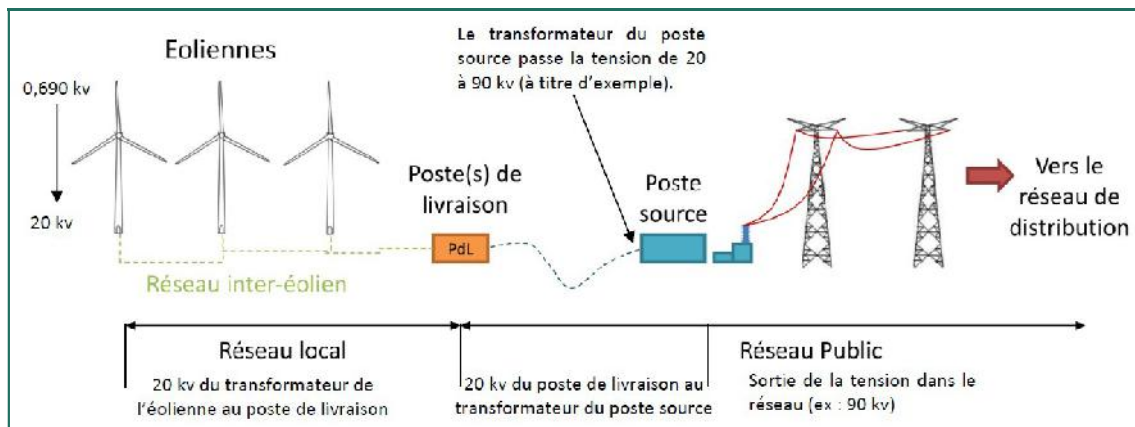 Eoliennes
0,690 kv
20 kv
Le transformateur du poste
source passe la tension de 20
à 90 kv (à titre d'exemple).
Poste(s) de
livraison
PdL
Poste
source
Vers le
réseau de
distribution
Réseau inter-éolien
Réseau local
20 kv du transformateur de
l'éolienne au poste de livraison
20 kv du poste de livraison au
transformateur du poste source
Réseau Public
Sortie de la tension dans le
réseau (ex : 90 kv)